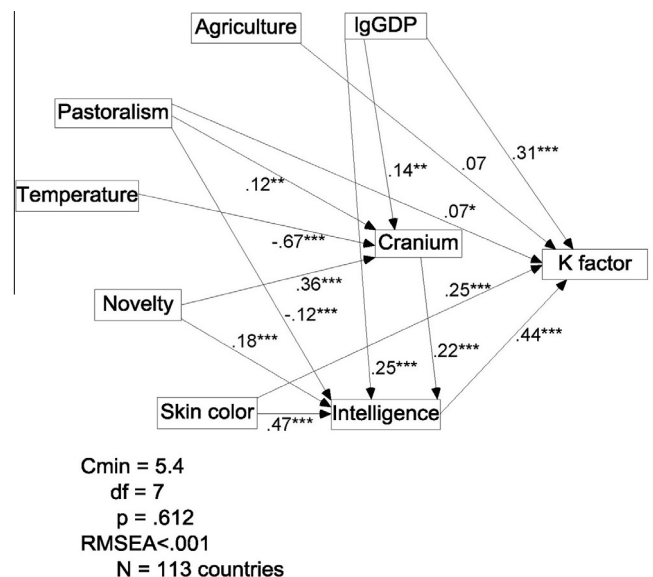 Agriculture
lgGDP
Pastoralism
.12**
.14**
.07
.31***
Temperature
.07*
-.67***
Cranium
K factor
Novelty
.36***
-.12***
.25***
.18***
.25***
.22***
.44***
Skin color
.47***
Intelligence
Cmin = 5.4
df = 7
p = .612
RMSEA<.001
N = 113 countries